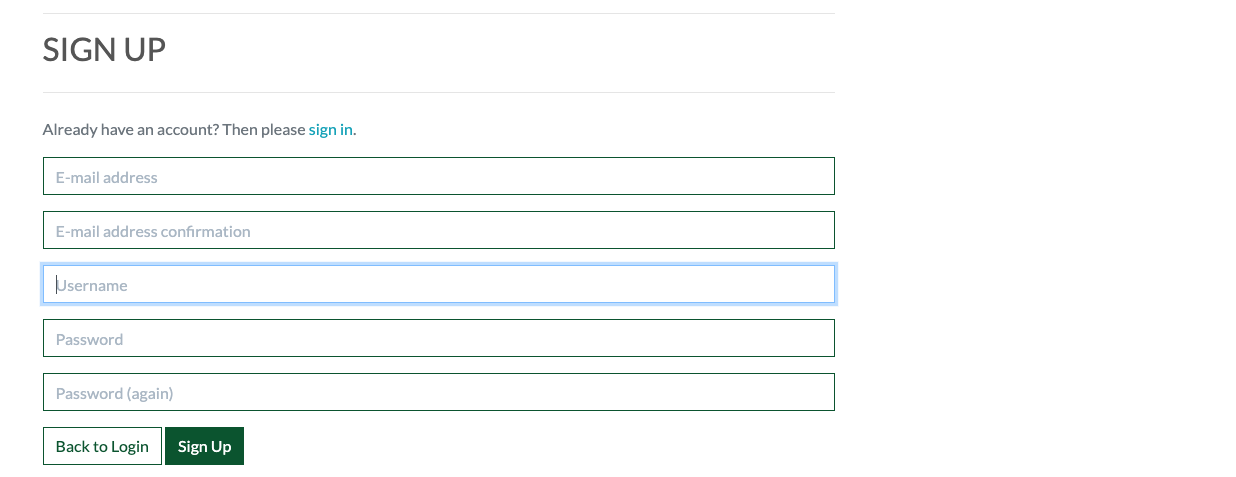 SIGN UP
Already have an account? Then please sign in.
E-mail address
E-mail address confirmation
Username
Password
Password (again)
Back to Login Sign Up